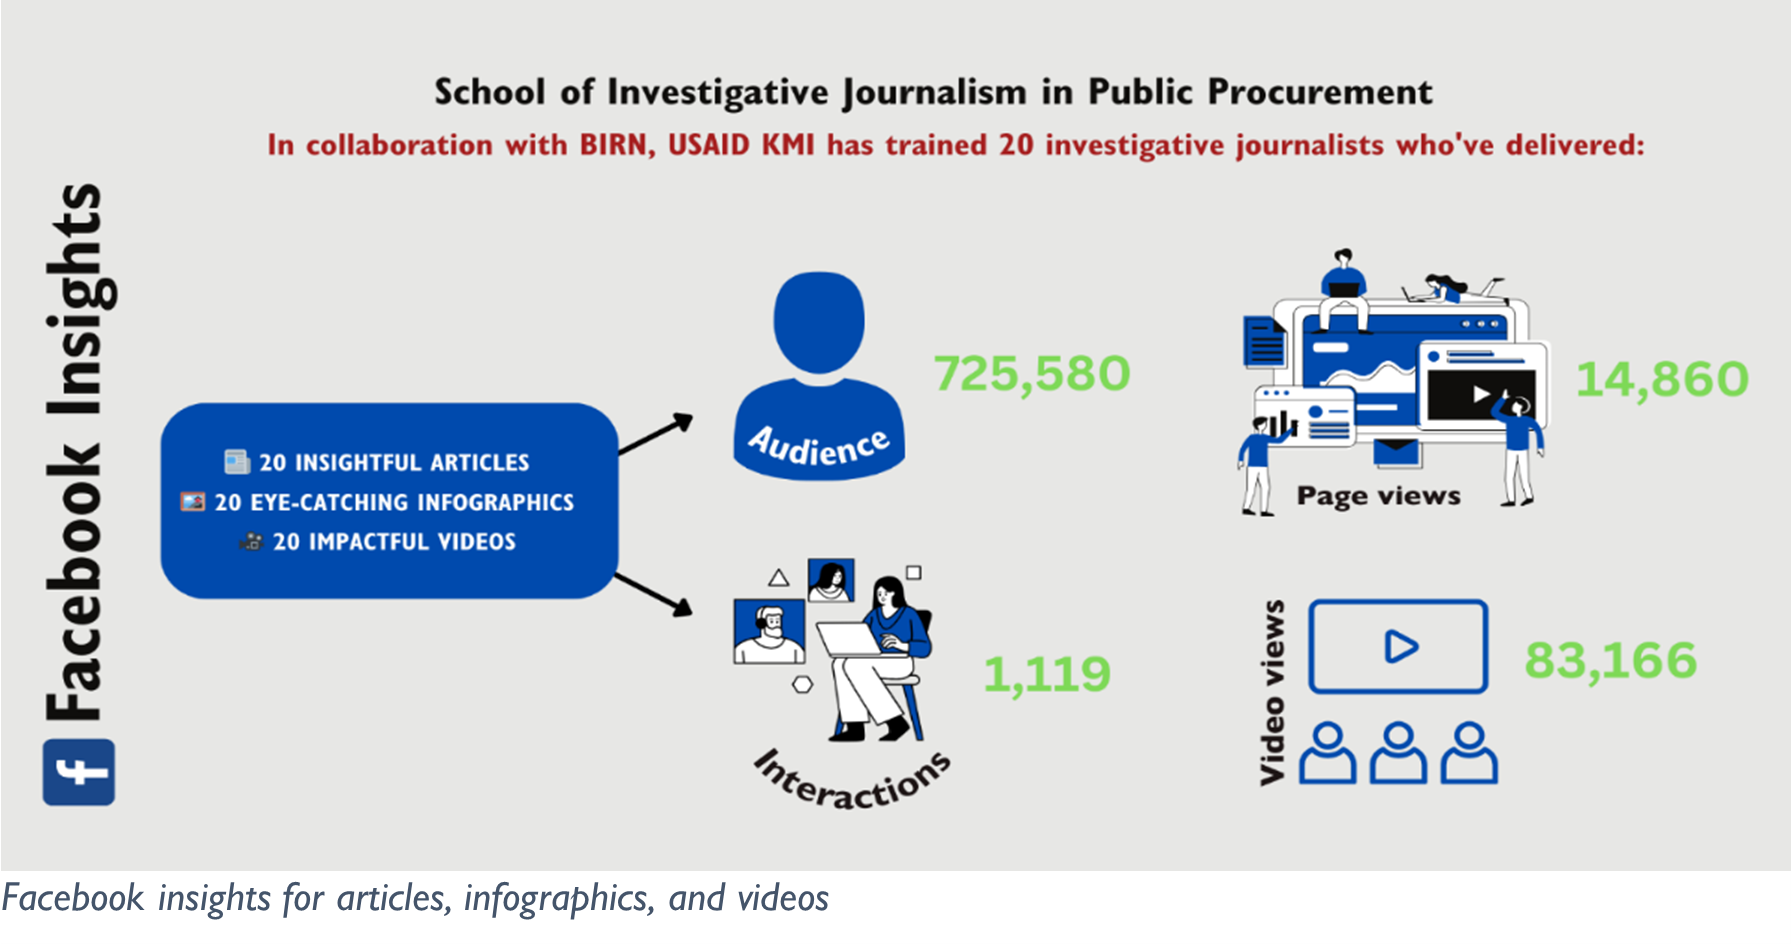 School of Investigative Journalism in Public Procurement
In collaboration with BIRN, USAID KMI has trained 20 investigative journalists who've delivered:
Facebook Insights
20 INSIGHTFUL ARTICLES
20 EYE-CATCHING INFOGRAPHICS
20 IMPACTFUL VIDEOS
Audience
725,580
Page views
14,860
Interactions
1,119
Video views
83,166
Facebook insights for articles, infographics, and videos